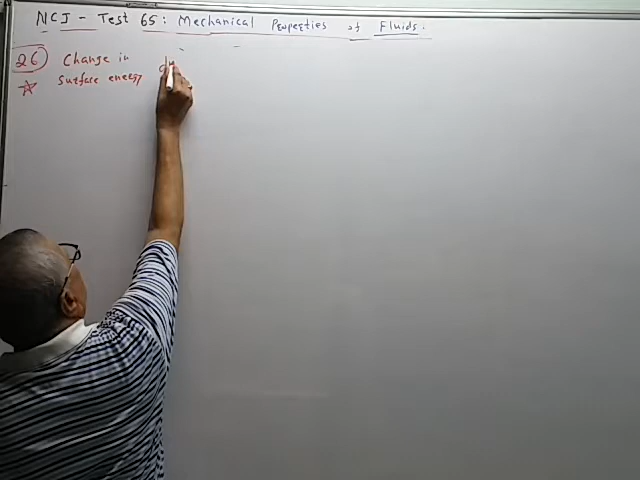 NCJ - Test 65: Mechanical Properties of Fluids.
26 Change in
surface energy